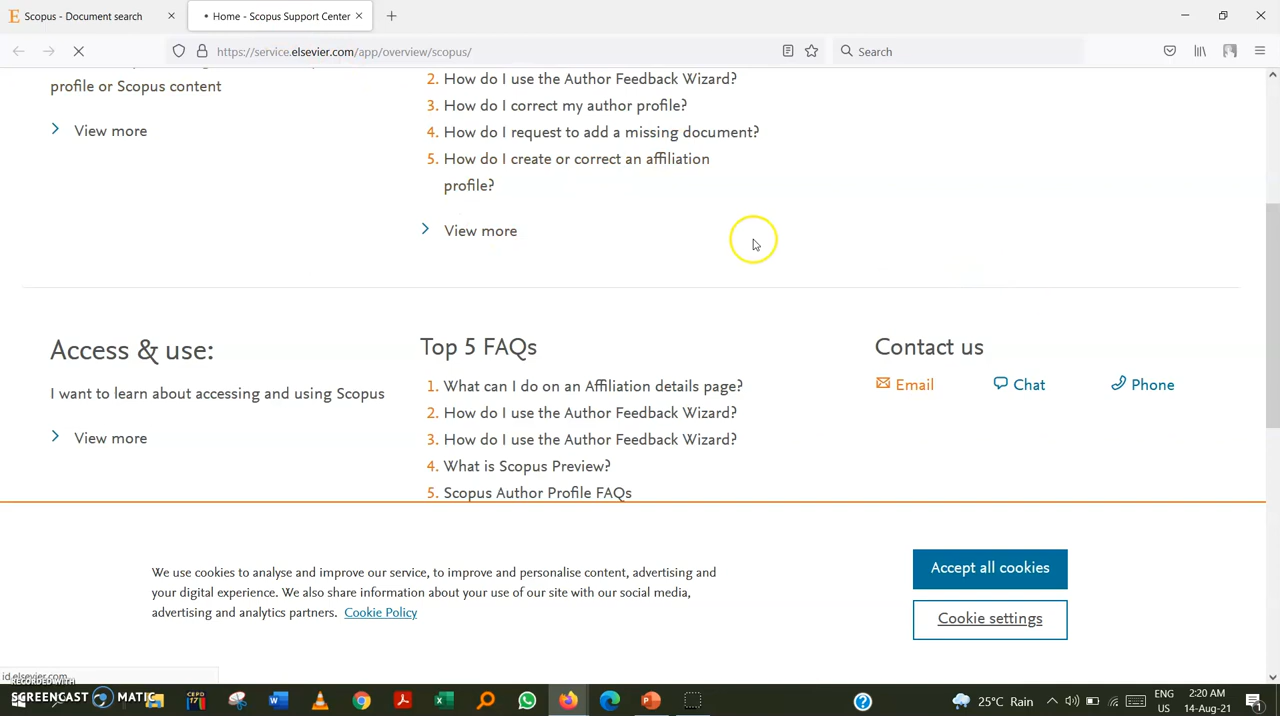 Scopus - Document search
Home - Scopus Support Center
https://service.elsevier.com/app/overview/scopus/
Search
profile or Scopus content
View more
2. How do I use the Author Feedback Wizard?
3. How do I correct my author profile?
4. How do I request to add a missing document?
5. How do I create or correct an affiliation
profile?
View more
Access & use:
I want to learn about accessing and using Scopus
View more
Top 5 FAQs
1. What can I do on an Affiliation details page?
2. How do I use the Author Feedback Wizard?
3. How do I use the Author Feedback Wizard?
4. What is Scopus Preview?
5. Scopus Author Profile FAQs
Contact us
Email
Chat
Phone
We use cookies to analyse and improve our service, to improve and personalise content, advertising and
your digital experience. We also share information about your use of our site with our social media,
advertising and analytics partners. Cookie Policy
Accept all cookies
Cookie settings
id.elsevier.com
RECORDED WITH
SCREENCAST MATIC
25°C Rain
ENG
US
2:20 AM
14-Aug-21